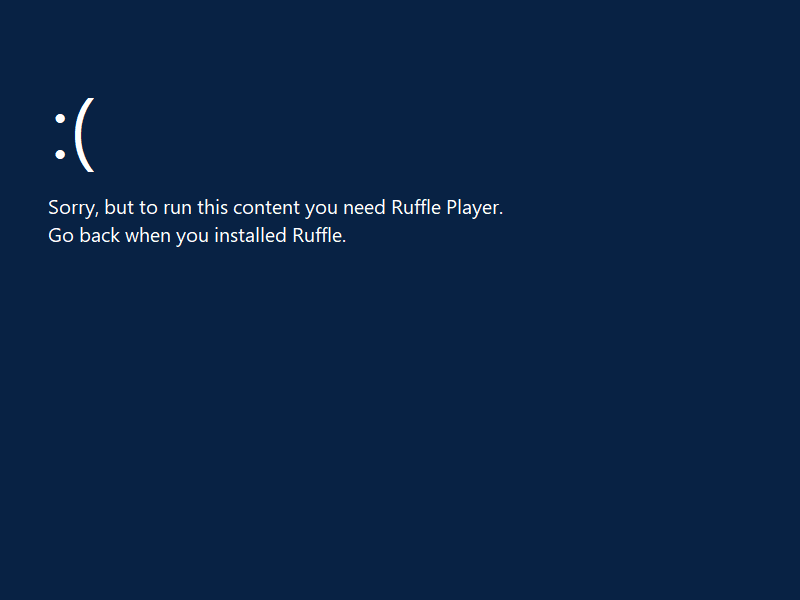 :(
Sorry, but to run this content you need Ruffle Player.
Go back when you installed Ruffle.